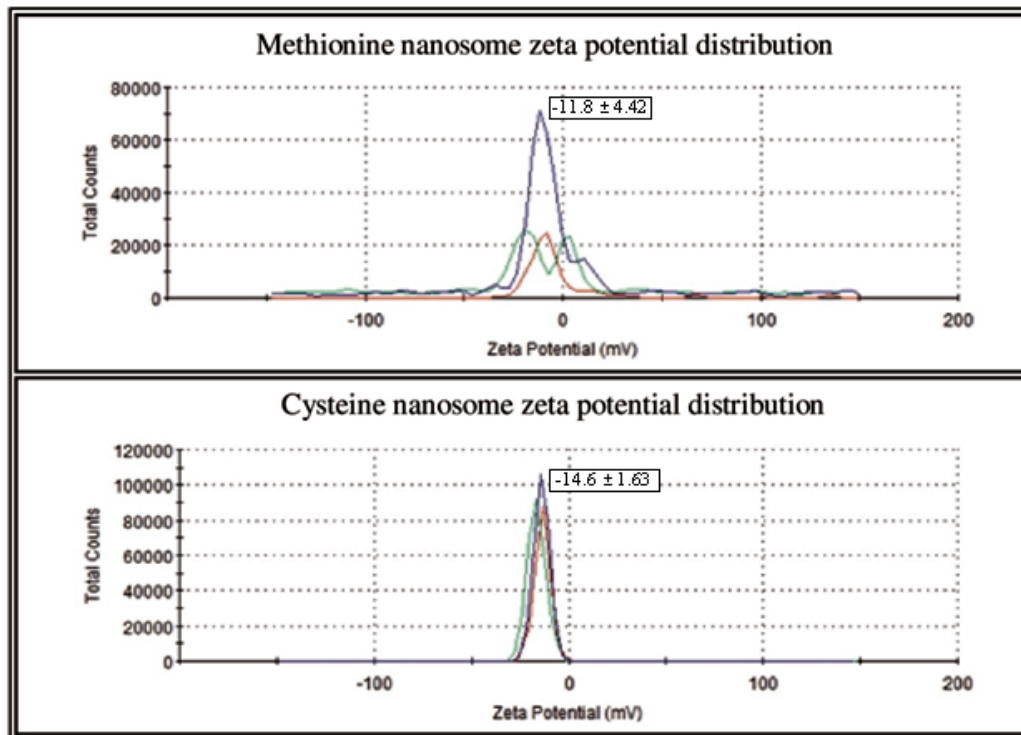 Methionine nanosome zeta potential distribution
80000
-11.8 ± 4.42
60000
40000
20000
0
Total Counts
-100 0 100 200
Zeta Potential (mV)
Cysteine nanosome zeta potential distribution
120000
100000
-14.6 ± 1.63
80000
60000
40000
20000
0
Total Counts
-100 0 100 200
Zeta Potential (mV)